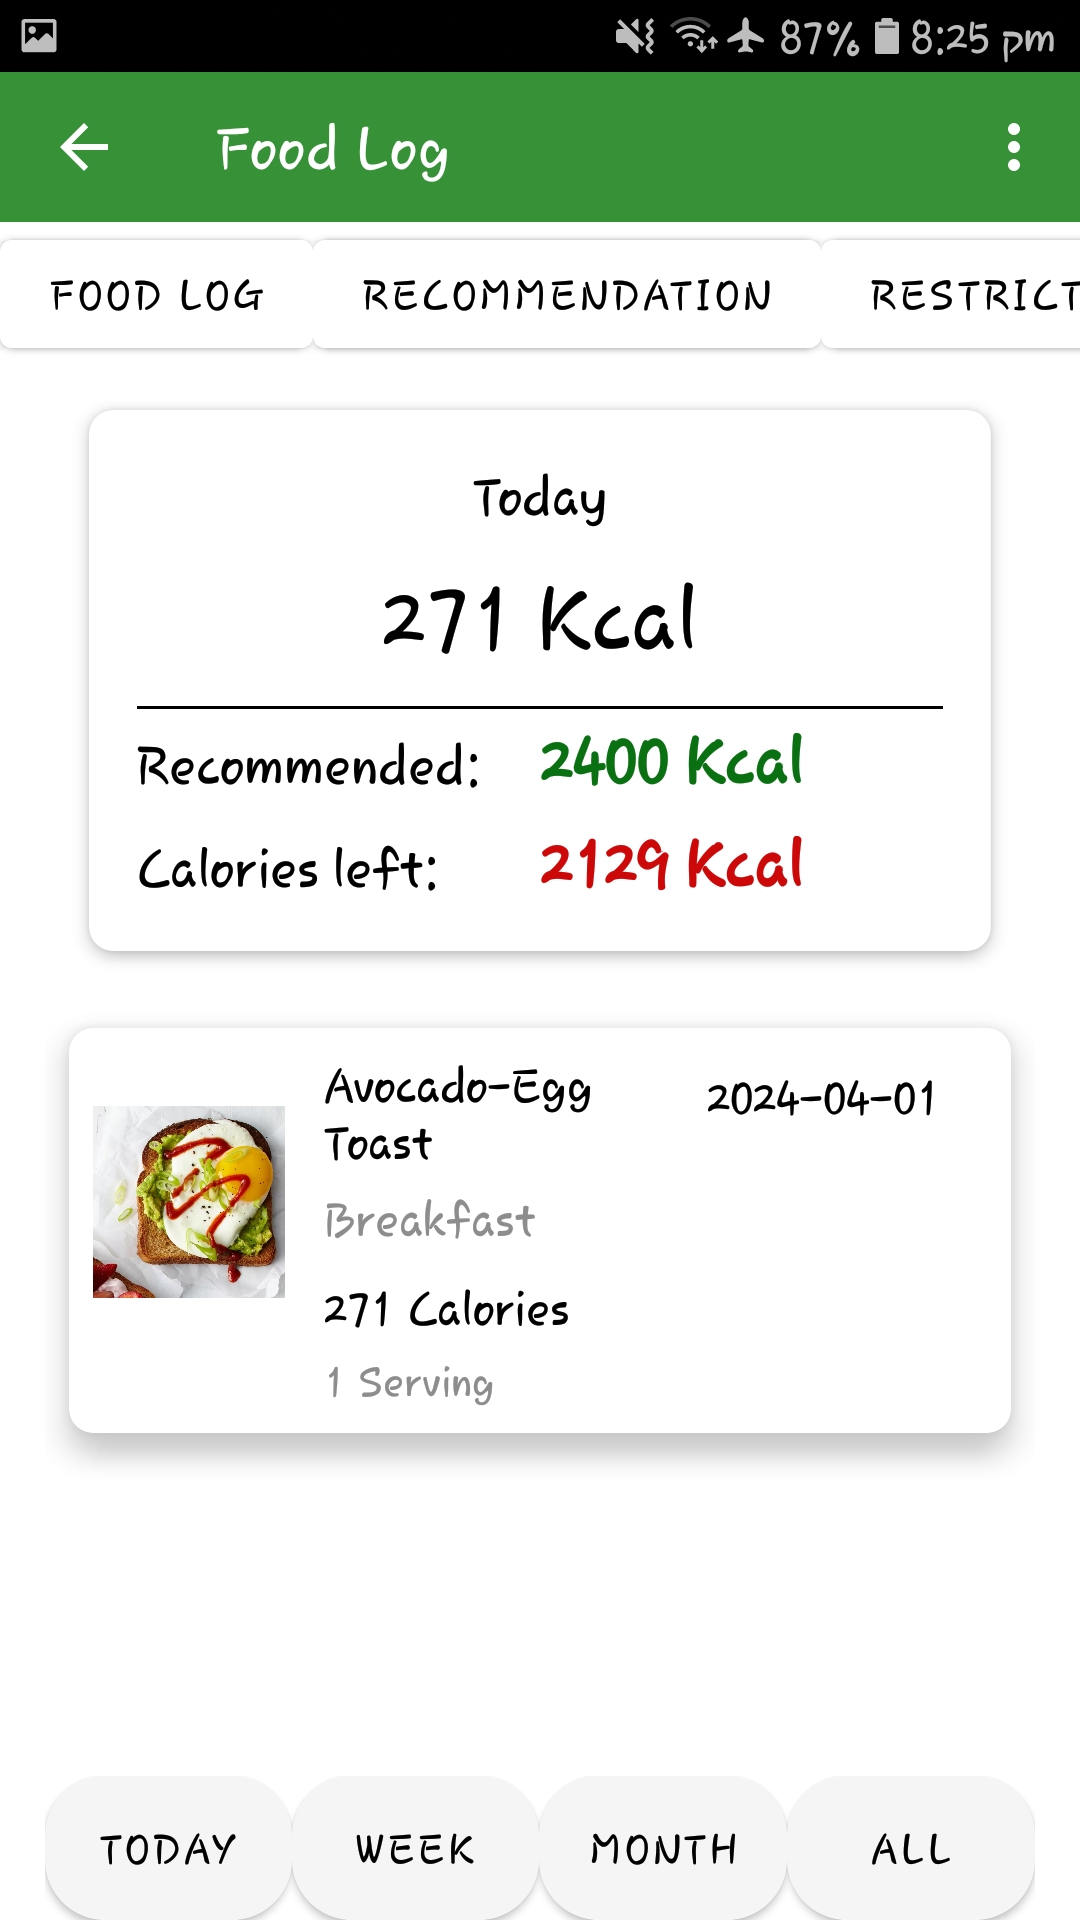 87% 8:25 pm
Food Log
FOOD LOG RECOMMENDATION RESTRICT
Today
271 Kcal
Recommended: 2400 Kcal
Calories left: 2129 Kcal
Avocado-Egg 2024-04-01
Toast
Breakfast
271 Calories
1 Serving
TODAY WEEK MONTH ALL